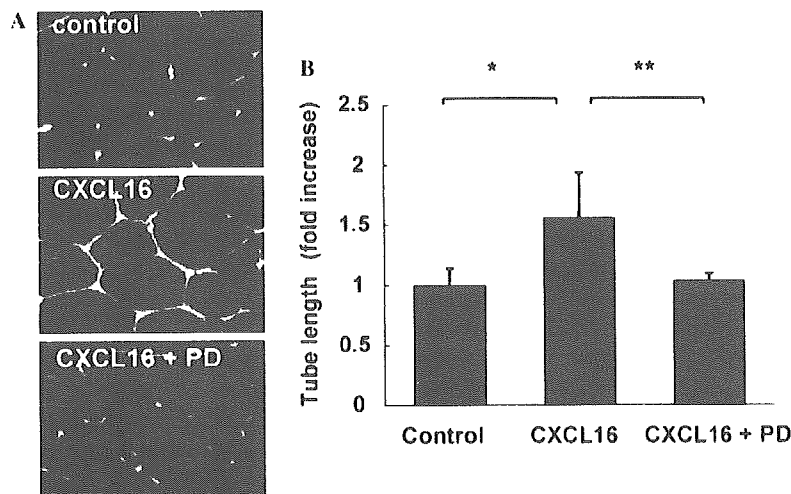 A
control
CXCL16
CXCL16 + PD
B
* **
Tube length (fold increase)
2.5
2
1.5
1
0.5
0
Control CXCL16 CXCL16 + PD